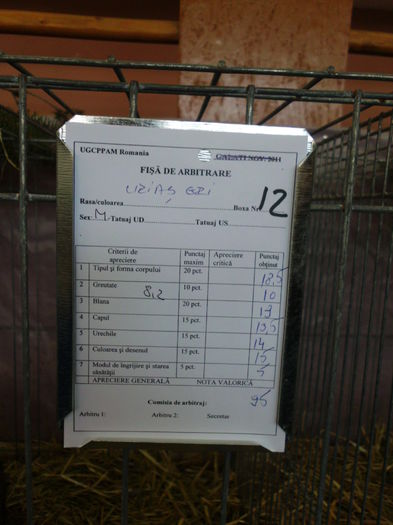 UGCPPAM Romania GALATI NOV. 2011
FIȘĂ DE ARBITRARE
Rasa/culoarea URIAȘ GRI Boxa Nr. 12
Sex M Tatuaj UD Tatuaj US
Criterii de apreciere Punctaj maxim Apreciere critică Punctaj obținut
1 Tipul și forma corpului 20 pct. 18,5
2 Greutate 8,2 10 pct. 10
3 Blana 20 pct. 19
4 Capul 15 pct. 13,5
5 Urechile 15 pct. 14
6 Culoarea și desenul 15 pct. 15
7 Modul de îngrijire și starea sănătății 5 pct. 5
APRECIERE GENERALĂ NOTA VALORICĂ
95
Comisia de arbitraj:
Arbitru 1: Arbitru 2: Secretar